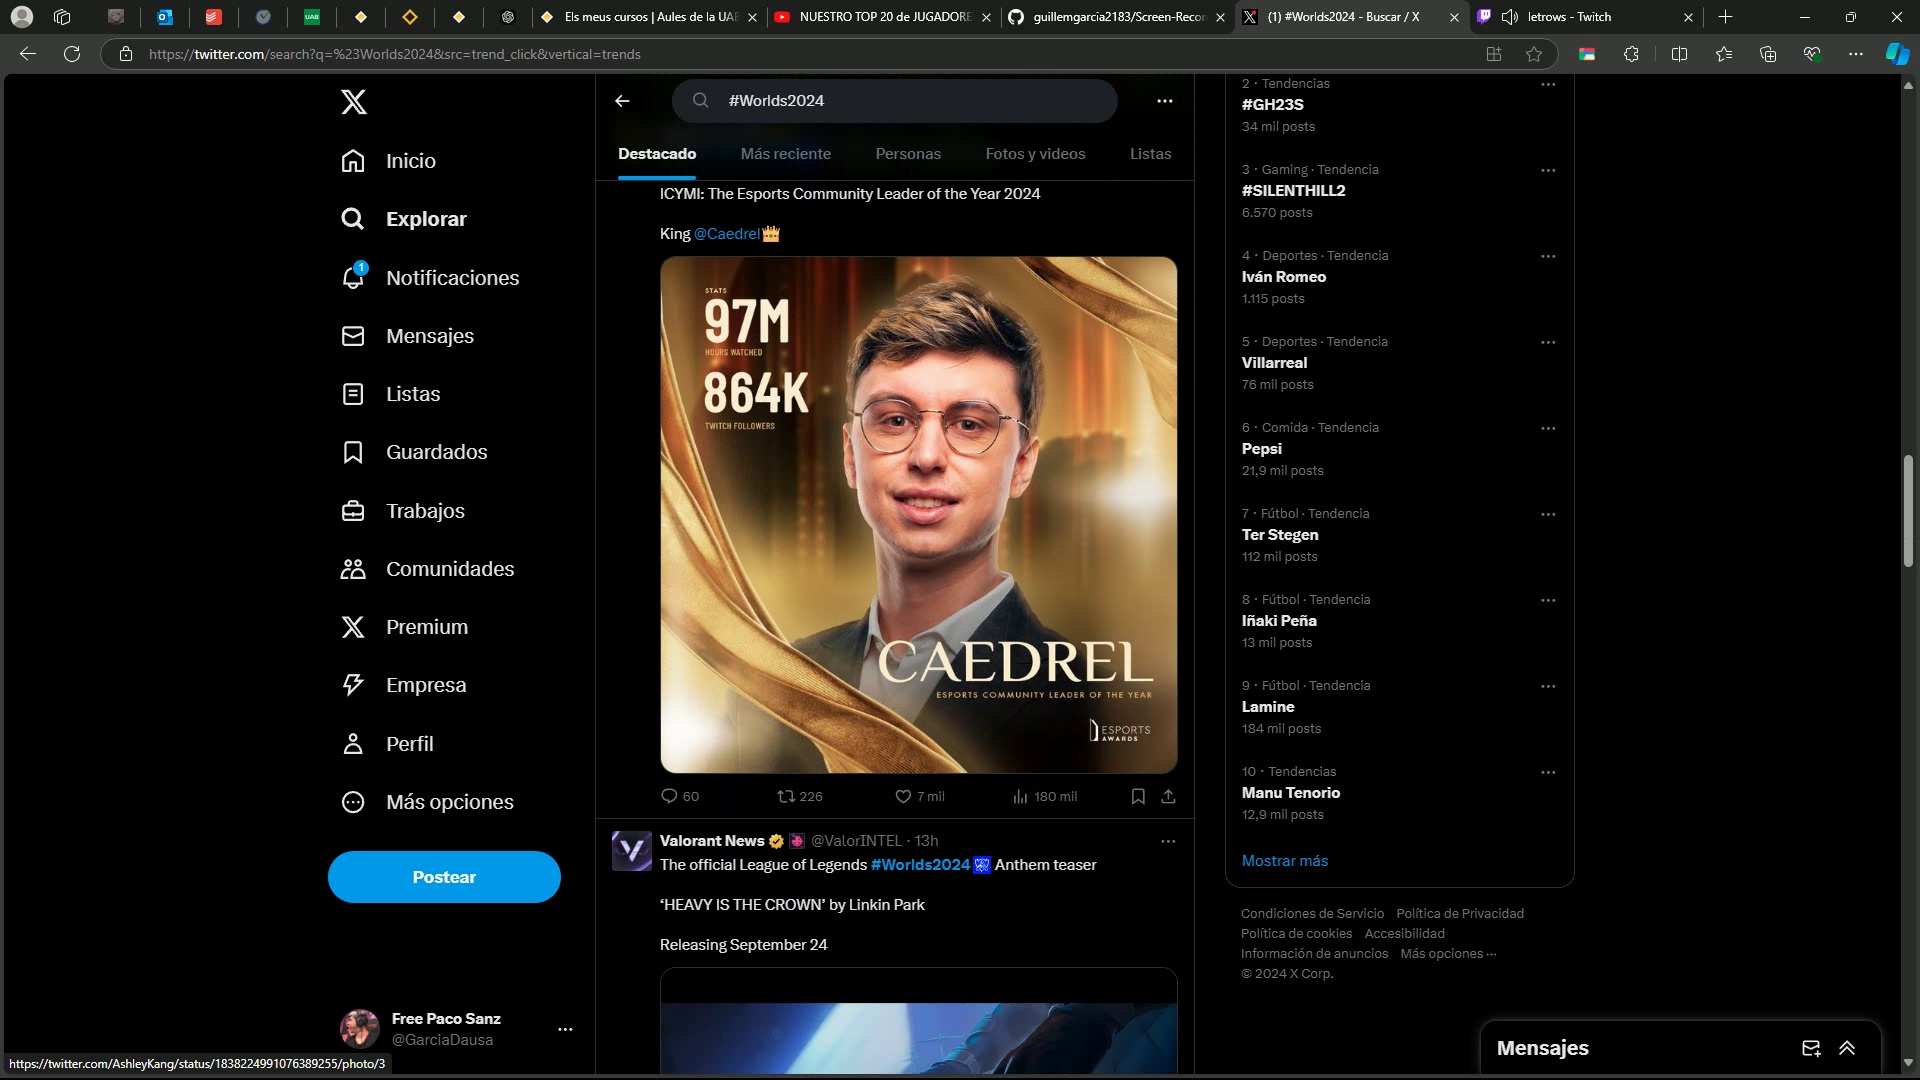 UAB
Els meus cursos | Aules de la UAB
NUESTRO TOP 20 de JUGADORE
guillemgarcia2183/Screen-Recor
(1) #Worlds2024 - Buscar / X
letrows - Twitch
https://twitter.com/search?q=%23Worlds2024&src=trend_click&vertical=trends
Inicio
Explorar
1
Notificaciones
Mensajes
Listas
Guardados
Trabajos
Comunidades
Premium
Empresa
Perfil
Más opciones
Postear
Free Paco Sanz
@GarciaDausa
https://twitter.com/AshleyKang/status/1838224991076389255/photo/3
#Worlds2024
Destacado
Más reciente
Personas
Fotos y videos
Listas
ICYMI: The Esports Community Leader of the Year 2024
King @Caedrel👑
STATS
97M
HOURS WATCHED
864K
TWITCH FOLLOWERS
CAEDREL
ESPORTS COMMUNITY LEADER OF THE YEAR
ESPORTS
AWARDS
60
226
7 mil
180 mil
Valorant News @ValorINTEL · 13h
The official League of Legends #Worlds2024 Anthem teaser
‘HEAVY IS THE CROWN’ by Linkin Park
Releasing September 24
2 · Tendencias
#GH23S
34 mil posts
3 · Gaming · Tendencia
#SILENTHILL2
6.570 posts
4 · Deportes · Tendencia
Iván Romeo
1.115 posts
5 · Deportes · Tendencia
Villarreal
76 mil posts
6 · Comida · Tendencia
Pepsi
21,9 mil posts
7 · Fútbol · Tendencia
Ter Stegen
112 mil posts
8 · Fútbol · Tendencia
Iñaki Peña
13 mil posts
9 · Fútbol · Tendencia
Lamine
184 mil posts
10 · Tendencias
Manu Tenorio
12,9 mil posts
Mostrar más
Condiciones de Servicio Política de Privacidad
Política de cookies Accesibilidad
Información de anuncios Más opciones ···
© 2024 X Corp.
Mensajes